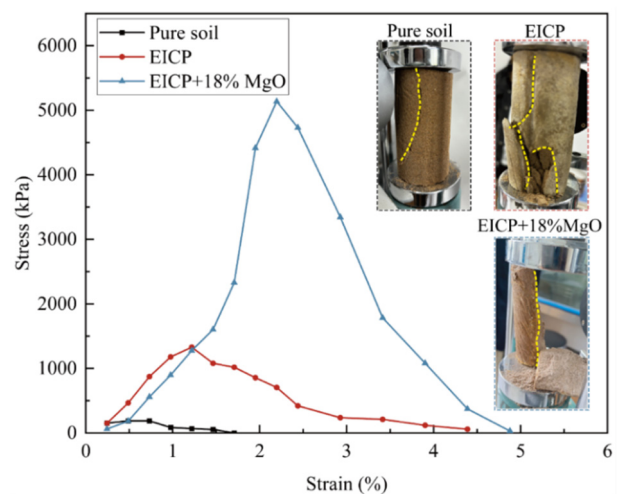 Pure soil
EICP
EICP+18% MgO
Pure soil
EICP
EICP+18%MgO
6000
5000
4000
3000
2000
1000
0
Stress (kPa)
0 1 2 3 4 5 6
Strain (%)